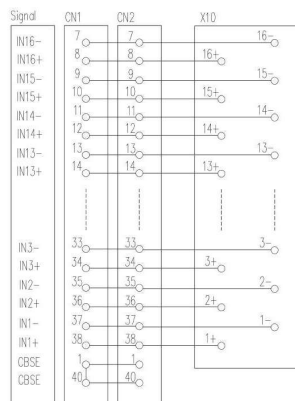 Signal CN1 CN2 X10
IN16- 7 7 16-
IN16+ 8 8 16+
IN15- 9 9 15-
IN15+ 10 10 15+
IN14- 11 11 14-
IN14+ 12 12 14+
IN13- 13 13 13-
IN13+ 14 14 13+
IN3- 33 33 3-
IN3+ 34 34 3+
IN2- 35 35 2-
IN2+ 36 36 2+
IN1- 37 37 1-
IN1+ 38 38 1+
CBSE 1 1
CBSE 40 40